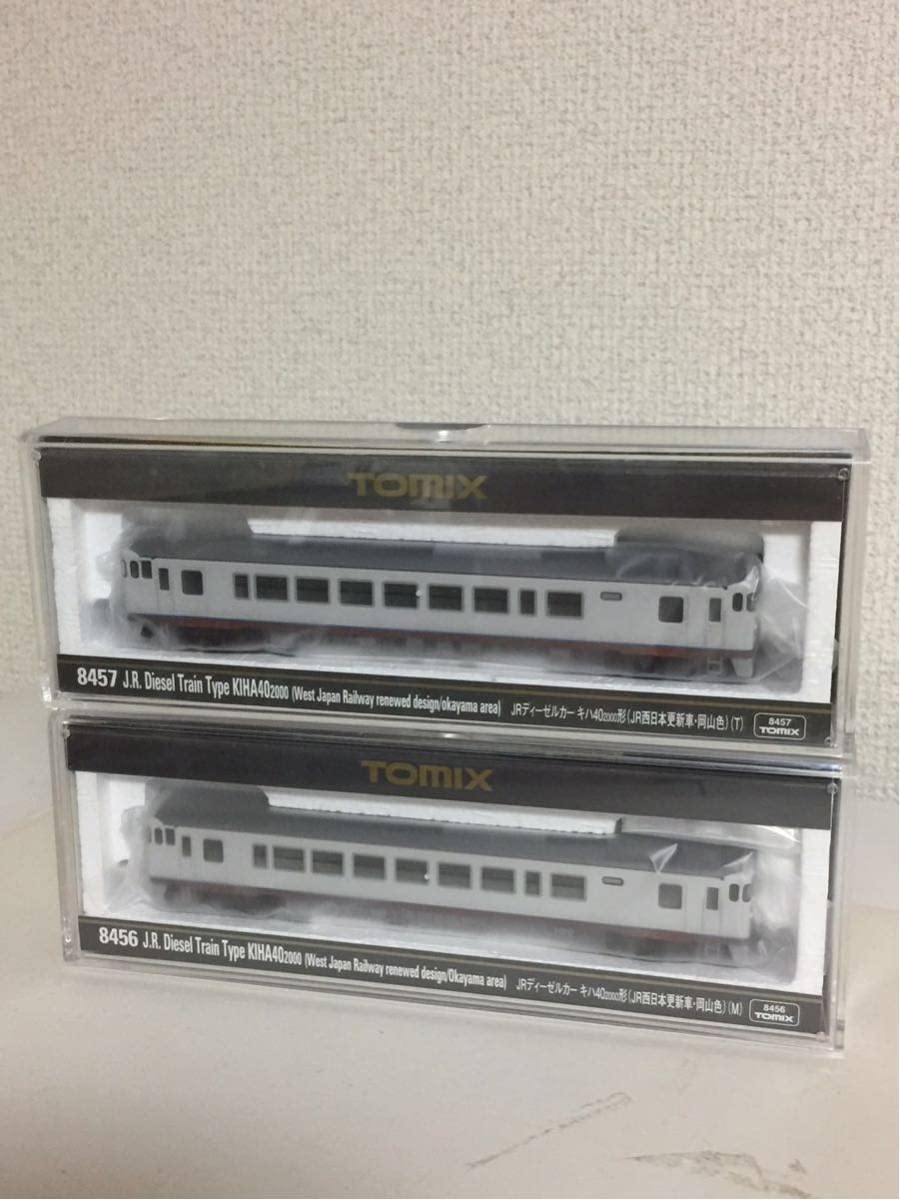 TOMIX
8457 J.R. Diesel Train Type KIHA402000 (West Japan Railway renewed design/okayama area) JRディーゼルカー キハ402000形(JR西日本更新車・岡山色)(T)
8457
TOMIX
TOMIX
8456 J.R. Diesel Train Type KIHA402000 (West Japan Railway renewed design/Okayama area) JRディーゼルカー キハ402000形(JR西日本更新車・岡山色)(M)
8456
TOMIX